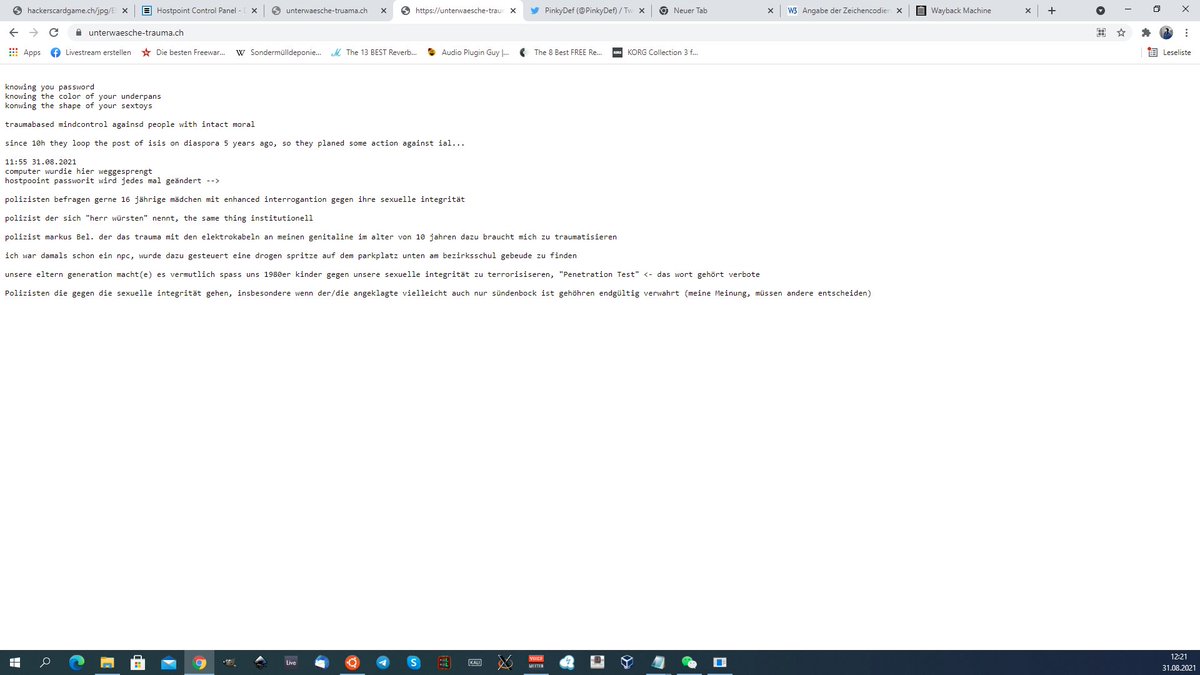 hackerscardgame.ch/jpg/E
Hostpoint Control Panel - D
unterwaesche-truama.ch
https://unterwaesche-trau
PinkyDef (@PinkyDef) / Tw
Neuer Tab
Angabe der Zeichencodier
Wayback Machine
unterwaesche-trauma.ch
Apps
Livestream erstellen
Die besten Freewar...
Sondermülldeponie...
The 13 BEST Reverb...
Audio Plugin Guy |...
The 8 Best FREE Re...
KORG Collection 3 f...
Leseliste
knowing you password
knowing the color of your underpans
konwing the shape of your sextoys
traumabased mindcontrol againsd people with intact moral
since 10h they loop the post of isis on diaspora 5 years ago, so they planed some action against ial...
11:55 31.08.2021
computer wurdie hier weggesprengt
hostpooint passworit wird jedes mal geändert -->
polizisten befragen gerne 16 jährige mädchen mit enhanced interrogantion gegen ihre sexuelle integrität
polizist der sich "herr würsten" nennt, the same thing institutionell
polizist markus Bel. der das trauma mit den elektrokabeln an meinen genitaline im alter von 10 jahren dazu braucht mich zu traumatisieren
ich war damals schon ein npc, wurde dazu gesteuert eine drogen spritze auf dem parkplatz unten am bezirksschul gebeude zu finden
unsere eltern generation macht(e) es vermutlich spass uns 1980er kinder gegen unsere sexuelle integrität zu terrorisiseren, "Penetration Test" <- das wort gehört verbote
Polizisten die gegen die sexuelle integrität gehen, insbesondere wenn der/die angeklagte vielleicht auch nur sündenbock ist gehöhren endgültig verwahrt (meine Meinung, müssen andere entscheiden)
Live
KALI
12:21
31.08.2021